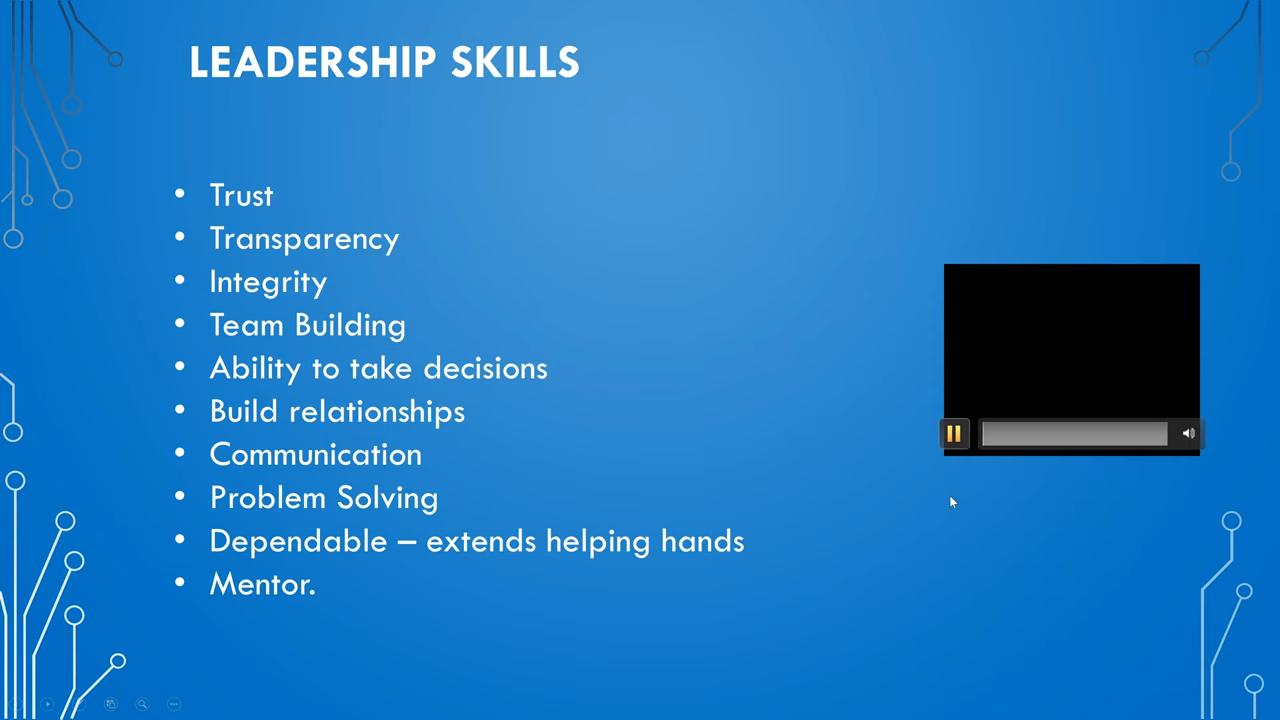 LEADERSHIP SKILLS
• Trust
• Transparency
• Integrity
• Team Building
• Ability to take decisions
• Build relationships
• Communication
• Problem Solving
• Dependable – extends helping hands
• Mentor.